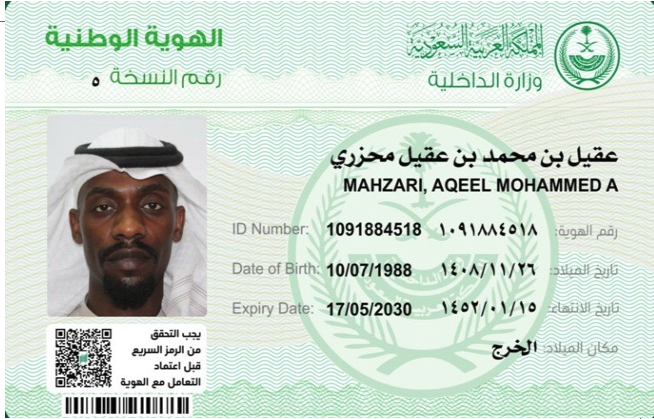 الهوية الوطنية
رقم النسخة ٥
المملكة العربية السعودية
وزارة الداخلية
عقيل بن محمد بن عقيل محزري
MAHZARI, AQEEL MOHAMMED A
ID Number: 1091884518 ١٠٩١٨٨٤٥١٨ رقم الهوية:
Date of Birth: 10/07/1988 ١٤٠٨/١١/٢٦ تاريخ الميلاد:
Expiry Date: 17/05/2030 ١٤٥٢/٠١/١٥ تاريخ الانتهاء:
مكان الميلاد: الخرج
يجب التحقق
من الرمز السريع
قبل اعتماد
التعامل مع الهوية